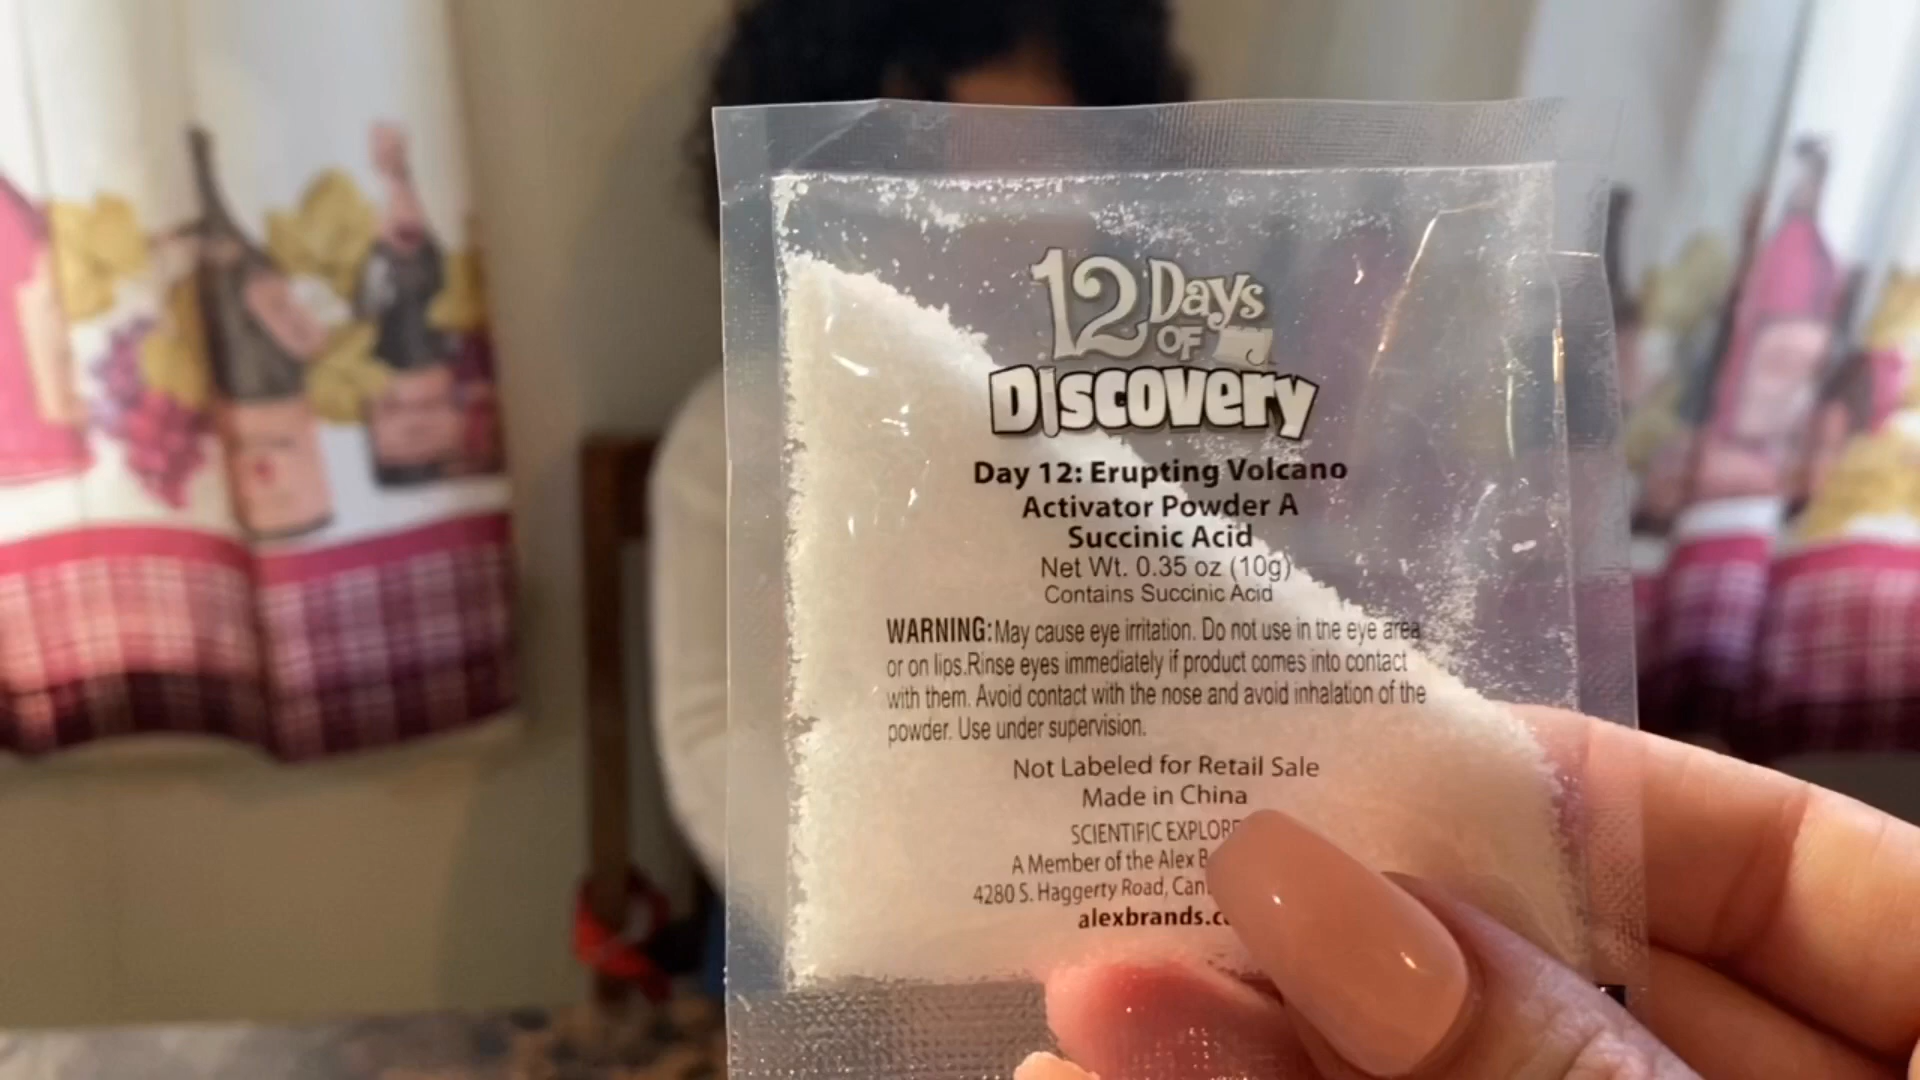 12 Days
OF
Discovery
Day 12: Erupting Volcano
Activator Powder A
Succinic Acid
Net Wt. 0.35 oz (10g)
Contains Succinic Acid
WARNING:May cause eye irritation. Do not use in the eye area
or on lips.Rinse eyes immediately if product comes into contact
with them. Avoid contact with the nose and avoid inhalation of the
powder. Use under supervision.
Not Labeled for Retail Sale
Made in China
SCIENTIFIC
A Member of the Alex
4280 S. Haggerty Road,